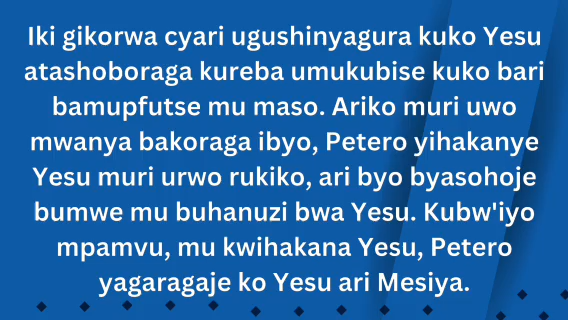 Iki gikorwa cyari ugushinyagura kuko Yesu
atashoboraga kureba umukubise kuko bari
bamupfutse mu maso. Ariko muri uwo
mwanya bakoraga ibyo, Petero yihakanye
Yesu muri urwo rukiko, ari byo byasohoje
bumwe mu buhanuzi bwa Yesu. Kubw'iyo
mpamvu, mu kwihakana Yesu, Petero
yagaragaje ko Yesu ari Mesiya.